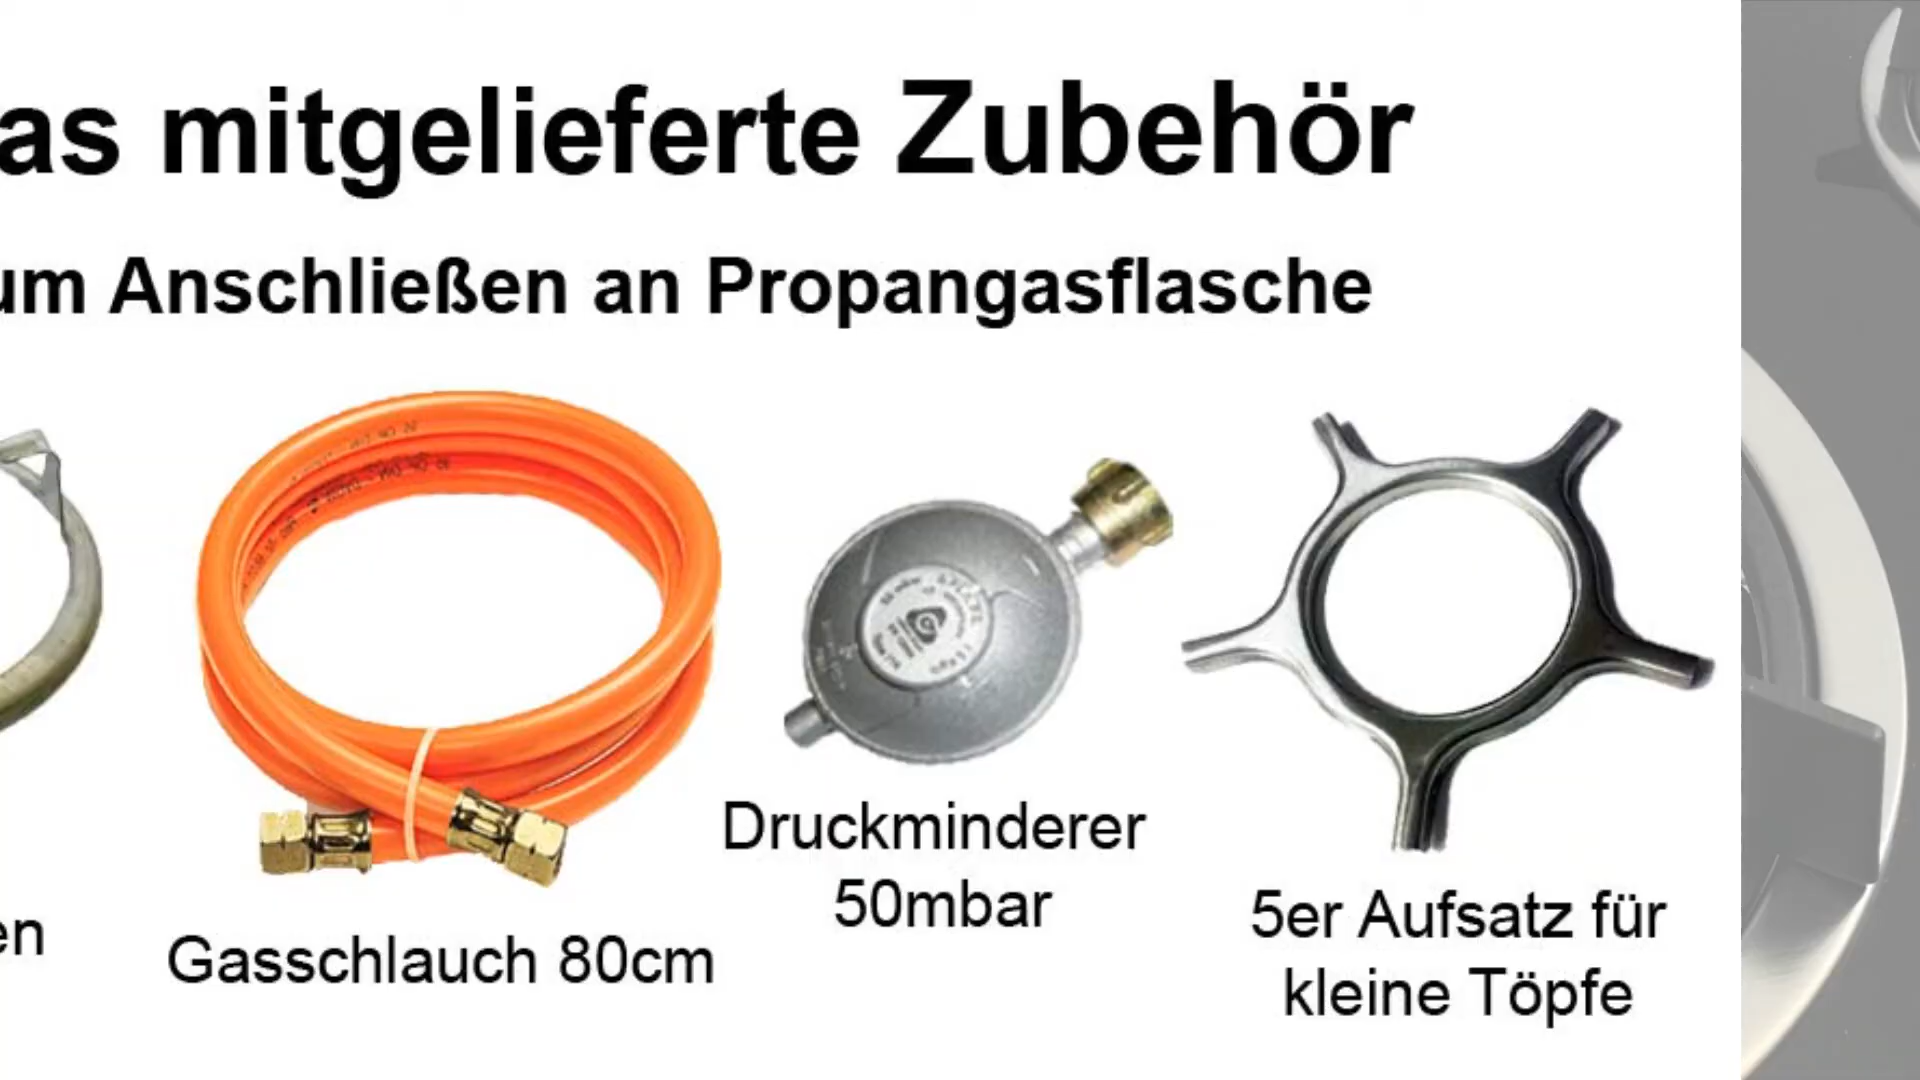 as mitgelieferte Zubehör
um Anschließen an Propangasflasche
Druckminderer
50mbar
5er Aufsatz für
kleine Töpfe
en
Gasschlauch 80cm